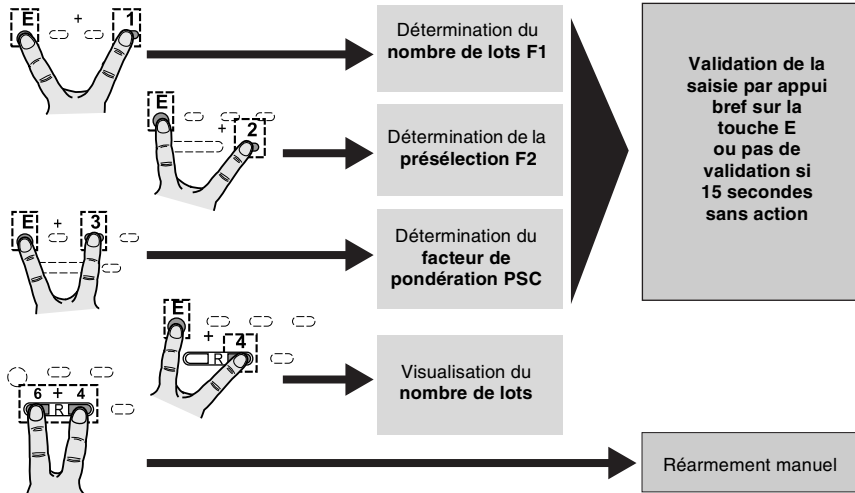 E + 1
Détermination du
nombre de lots F1
E
+ 2
Détermination de la
présélection F2
E + 3
Détermination du
facteur de
pondération PSC
E
+ 4
R
Visualisation du
nombre de lots
6 + 4
R
Validation de la
saisie par appui
bref sur la
touche E
ou pas de
validation si
15 secondes
sans action
Réarmement manuel